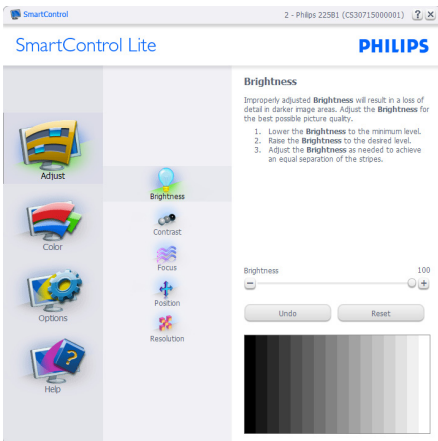 SmartControl
2 - Philips 225B1 (CS30715000001)
SmartControl Lite
PHILIPS
Adjust
Color
Options
Help
Brightness
Contrast
Focus
Position
Resolution
Brightness
Improperly adjusted Brightness will result in a loss of
detail in darker image areas. Adjust the Brightness for
the best possible picture quality.
1. Lower the Brightness to the minimum level.
2. Raise the Brightness to the desired level.
3. Adjust the Brightness as needed to achieve
an equal separation of the stripes.
Brightness 100
Undo
Reset